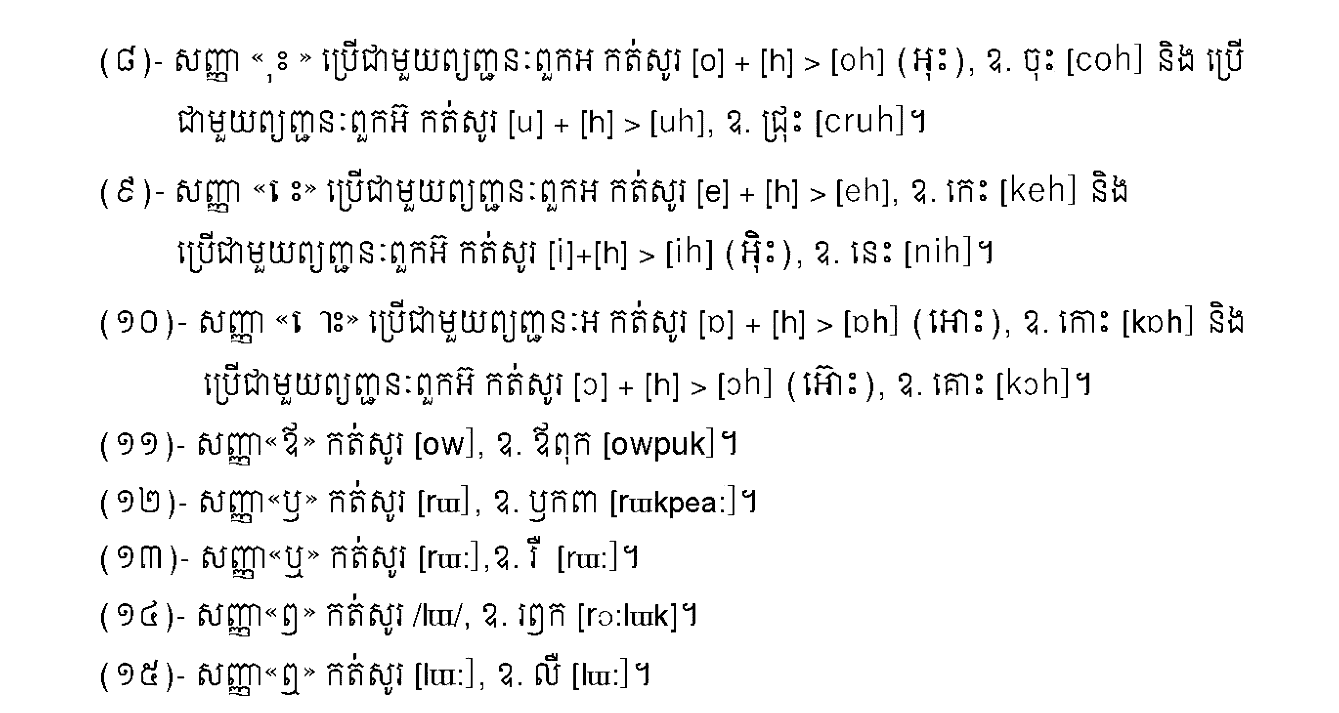 (៨)- សញ្ញា « ុះ » ប្រើជាមួយព្យញ្ជនៈពួកអ កត់សូរ [o] + [h] > [oh] (អុះ), ឧ. ចុះ [coh] និង ប្រើ
ជាមួយព្យញ្ជនៈពួកអ៊ កត់សូរ [u] + [h] > [uh], ឧ. ជ្រុះ [cruh]។
(៩)- សញ្ញា «េះ» ប្រើជាមួយព្យញ្ជនៈពួកអ កត់សូរ [e] + [h] > [eh], ឧ. កេះ [keh] និង
ប្រើជាមួយព្យញ្ជនៈពួកអ៊ កត់សូរ [i]+[h] > [ih] (អ៊ិះ), ឧ. នេះ [nih]។
(១០)- សញ្ញា «ោះ» ប្រើជាមួយព្យញ្ជនៈអ កត់សូរ [ɒ] + [h] > [ɒh] (អោះ), ឧ. កោះ [kɒh] និង
ប្រើជាមួយព្យញ្ជនៈពួកអ៊ កត់សូរ [ɔ] + [h] > [ɔh] (អ៊ោះ), ឧ. គោះ [kɔh]។
(១១)- សញ្ញា«ឪ» កត់សូរ [ow], ឧ. ឪពុក [owpuk]។
(១២)- សញ្ញា«ឫ» កត់សូរ [rɯ], ឧ. ឫកពា [rɯkpea:]។
(១៣)- សញ្ញា«ឬ» កត់សូរ [rɯ:],ឧ. រឺ [rɯ:]។
(១៤)- សញ្ញា«ឭ» កត់សូរ /lɯ/, ឧ. រឭក [rɔ:lɯk]។
(១៥)- សញ្ញា«ឮ» កត់សូរ [lɯ:], ឧ. លឺ [lɯ:]។